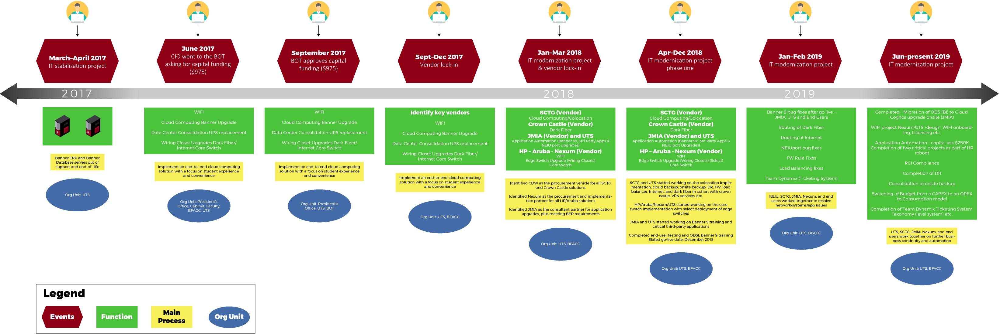 March–April 2017
IT stabilization project
June 2017
CIO went to the BOT
asking for capital funding
($975)
September 2017
BOT approves capital
funding ($975)
Sept–Dec 2017
Vendor lock-in
Jan–Mar 2018
IT modernization project
& vendor lock-in
Apr–Dec 2018
IT modernization project
phase one
Jan–Feb 2019
IT modernization project
Jun–present 2019
IT modernization project
2017
2018
2019
Banner ERP and Banner
Database servers out of
support and end-of- life
Org Unit: UTS
WIFI
Cloud Computing Banner Upgrade
Data Center Consolidation UPS replacement
Wiring Closet Upgrades Dark Fiber/
Internet Core Switch
Implement an end-to- end cloud computing
solution with a focus on student experience
and convenience
Org Unit: President's
Office, Cabinet, Faculty,
BFACC, UTS
WIFI
Cloud Computing Banner Upgrade
Data Center Consolidation UPS replacement
Wiring Closet Upgrades Dark Fiber/
Internet Core Switch
Implement an end-to-end cloud computing
solution with a focus on student experience
and convenience
Org Unit: President's
Office, UTS, BOT
Identify key vendors
WIFI
Cloud Computing Banner Upgrade
Data Center Consolidation UPS replacement
Wiring Closet Upgrades Dark Fiber/
Internet Core Switch
Implement an end-to-end cloud computing
solution with a focus on student experience
and convenience
Org Unit: UTS, BFACC
SCTG (Vendor)
Cloud Computing/Colocation
Crown Castle (Vendor)
Dark Fiber
JMIA (Vendor) and UTS
Application Automation (Banner 9x, 3rd Party Apps &
NEIU port Upgrades)
HP – Aruba - Nexum (Vendor)
WIFI
Edge Switch Upgrade (Wiring Closets)
Core Switch
Identified CDW as the procurement vehicle for all SCTG
and Crown Castle solutions
Identified Nexum as the procurement and implementa-
tion partner for all HP/Aruba solutions
Identified JMIA as the consultant partner for application
upgrades, plus meeting BEP requirements
Org Unit: UTS, BFACC
SCTG (Vendor)
Cloud Computing/Colocation
Crown Castle (Vendor)
Dark Fiber
JMIA (Vendor) and UTS
Application Automation (Banner 9x, 3rd Party Apps &
NEIU port Upgrades)
HP – Aruba - Nexum (Vendor)
WIFI
Edge Switch Upgrade (Wiring Closets) (Select)
Core Switch
SCTG and UTS started working on the colocation imple-
mentation, cloud backup, onsite backup, DR, FW, load
balancer, Internet, and dark fiber in cohort with crown
castle, VPN services, etc.
HP/Aruba/Nexum/UTS started working on the core
switch implementation with select deployment of edge
switches
JMIA and UTS started working on Banner 9 training and
critical third-party applications
Completed end-user testing and ODSL Banner 9 training
Slated go-live date: December 2018
Org Unit: UTS, BFACC
Banner 9 bug fixes after go live –
JMIA, UTS and End Users
Routing of Dark Fiber
Routing of Internet
NEIUport bug fixes
FW Rule Fixes
Load Balancing fixes
Team Dynamix (Ticketing System)
NEIU, SCTG, JMIA, Nexum, and end
users worked together to resolve
network/systems/app issues
Org Unit: UTS, BFACC
Completed - Migration of ODS (BI) to Cloud,
Cognos upgrade onsite (JMIA)
WIFI project Nexum/UTS -design, WIFI onboard-
ing, Licensing etc.
Application Automation – capital ask $250K
Completion of two critical projects as part of HR
reboot
PCI Compliance
Completion of DR
Consolidation of onsite backup
Switching of Budget from a CAPEX to an OPEX
to Consumption model
Completion of Team Dynamix Ticketing System,
Taxonomy (level system) etc.
UTS, SCTG, JMIA, Nexum, and end
users work together on further busi-
ness continuity and automation
Org Unit: UTS, BFACC
Legend
Events
Function
Main
Process
Org Unit